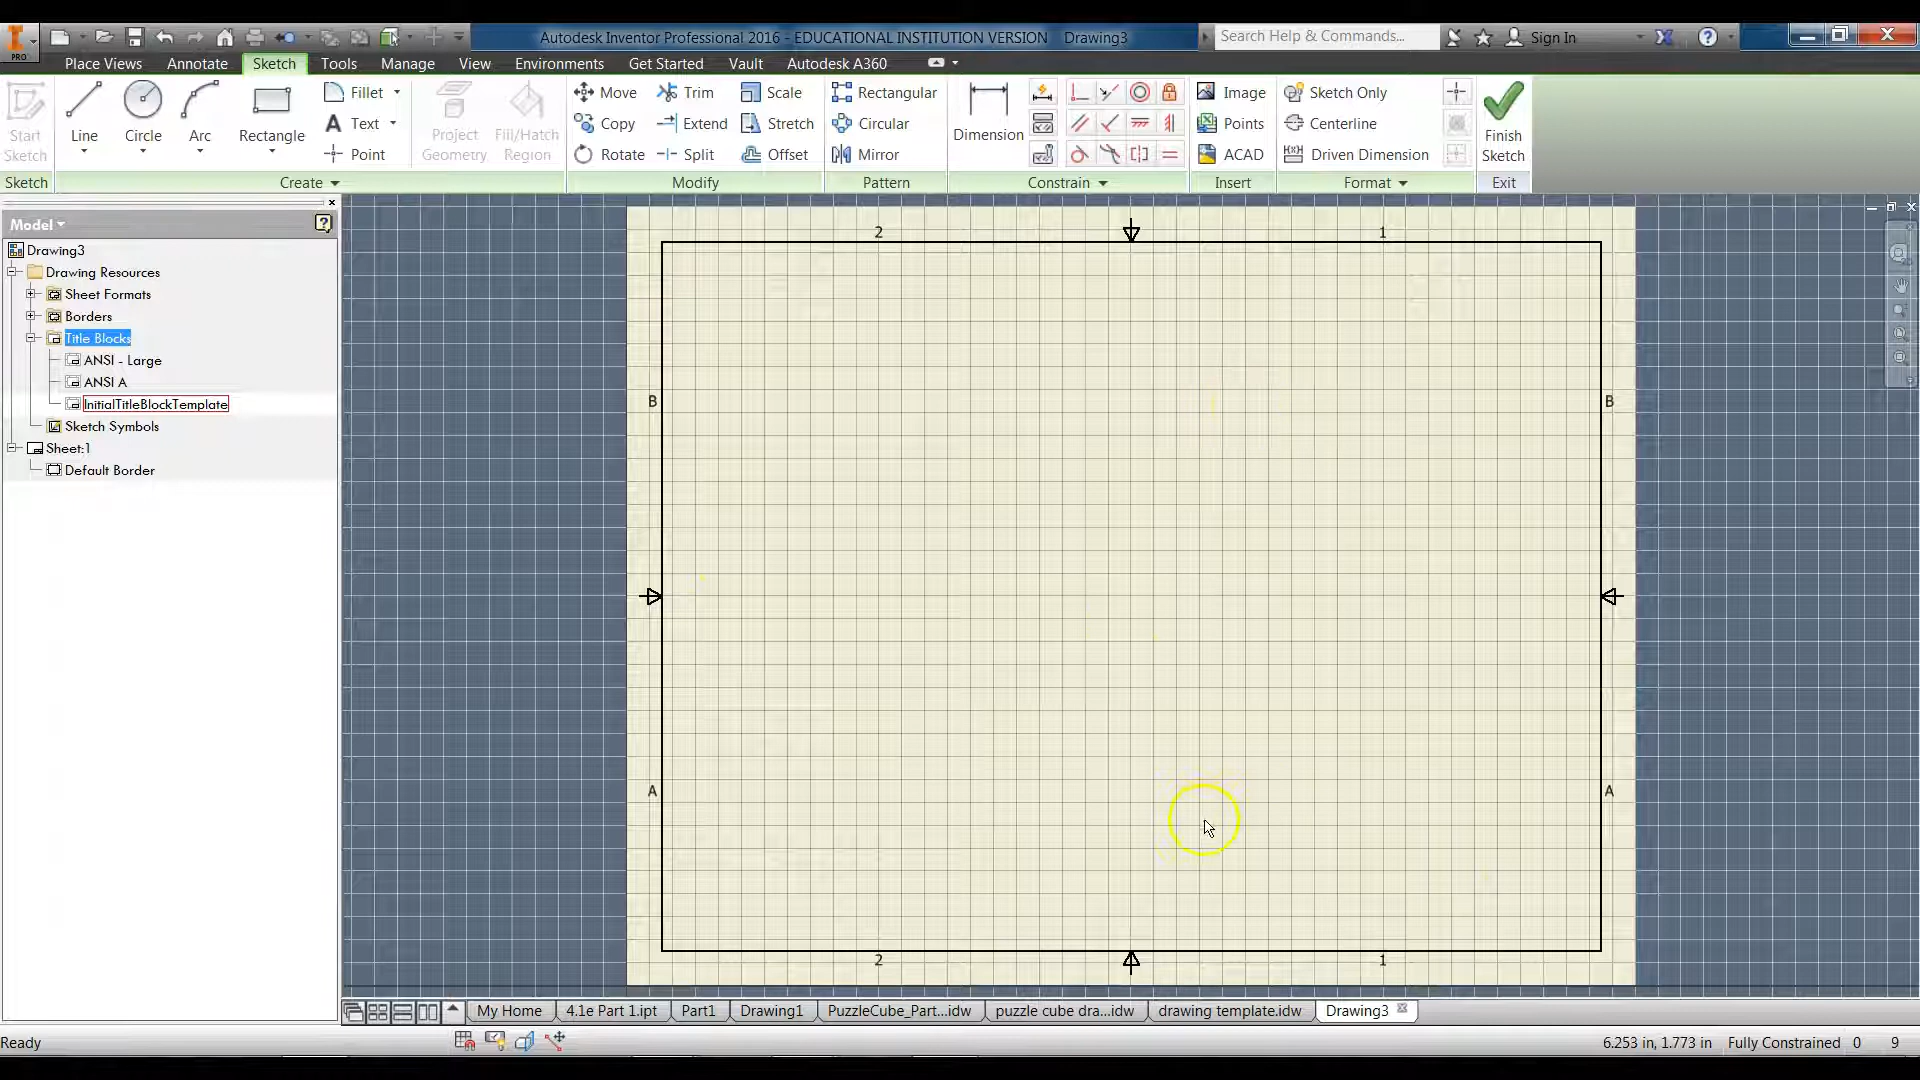 Autodesk Inventor Professional 2016 - EDUCATIONAL INSTITUTION VERSION Drawing3
Search Help & Commands...
Sign In
PRO
Place Views Annotate Sketch Tools Manage View Environments Get Started Vault Autodesk A360
Start Sketch
Line
Circle
Arc
Rectangle
Fillet
Text
Point
Project Geometry
Fill/Hatch Region
Move
Copy
Rotate
Trim
Extend
Split
Scale
Stretch
Offset
Rectangular
Circular
Mirror
Dimension
Image
Points
ACAD
Sketch Only
Centerline
Driven Dimension
Finish Sketch
Sketch Create Modify Pattern Constrain Insert Format Exit
Model
Drawing3
Drawing Resources
Sheet Formats
Borders
Title Blocks
ANSI - Large
ANSI A
InitialTitleBlockTemplate
Sketch Symbols
Sheet:1
Default Border
2 1
B B
A A
2 1
My Home 4.1e Part 1.ipt Part1 Drawing1 PuzzleCube_Part...idw puzzle cube dra...idw drawing template.idw Drawing3
Ready
6.253 in, 1.773 in Fully Constrained 0 9